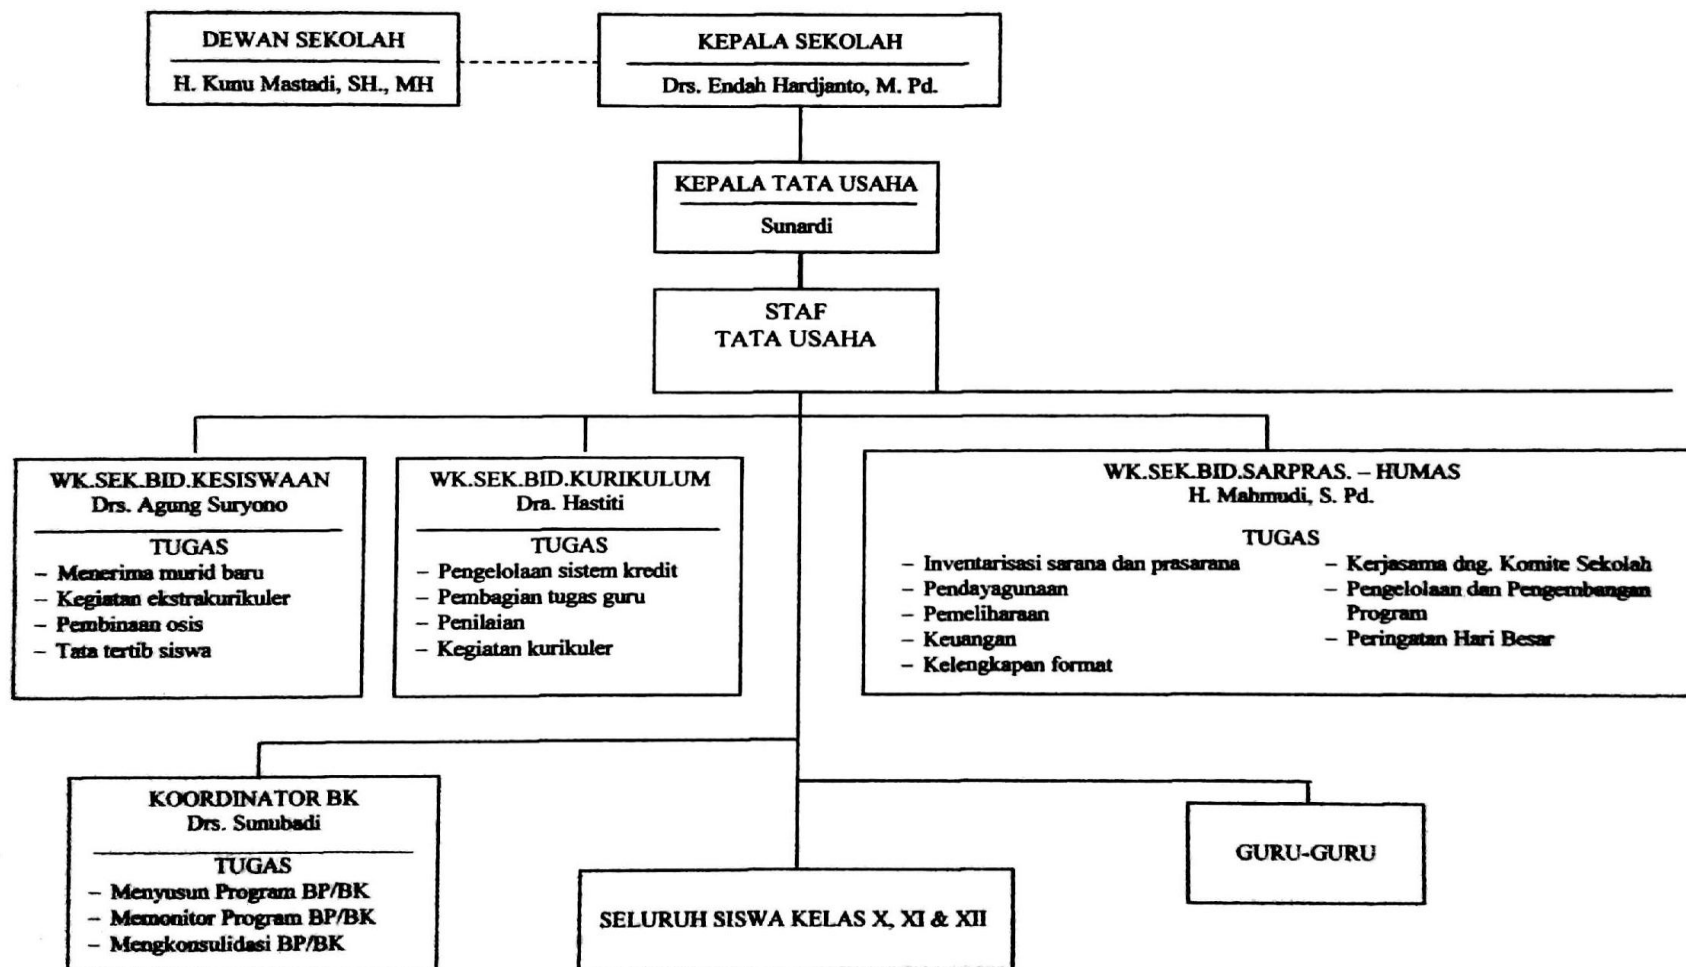 DEWAN SEKOLAH
H. Kunu Mastadi, SH., MH
KEPALA SEKOLAH
Drs. Endah Hardjanto, M. Pd.
KEPALA TATA USAHA
Sunardi
STAF
TATA USAHA
WK.SEK.BID.KESISWAAN
Drs. Agung Suryono
TUGAS
– Menerima murid baru
– Kegiatan ekstrakurikuler
– Pembinaan osis
– Tata tertib siswa
WK.SEK.BID.KURIKULUM
Dra. Hastiti
TUGAS
– Pengelolaan sistem kredit
– Pembagian tugas guru
– Penilaian
– Kegiatan kurikuler
WK.SEK.BID.SARPRAS. – HUMAS
H. Mahmudi, S. Pd.
TUGAS
– Inventarisasi sarana dan prasarana
– Pendayagunaan
– Pemeliharaan
– Keuangan
– Kelengkapan format
– Kerjasama dng. Komite Sekolah
– Pengelolaan dan Pengembangan
Program
– Peringatan Hari Besar
KOORDINATOR BK
Drs. Sunubadi
TUGAS
– Menyusun Program BP/BK
– Memonitor Program BP/BK
– Mengkonsulidasi BP/BK
SELURUH SISWA KELAS X, XI & XII
GURU-GURU